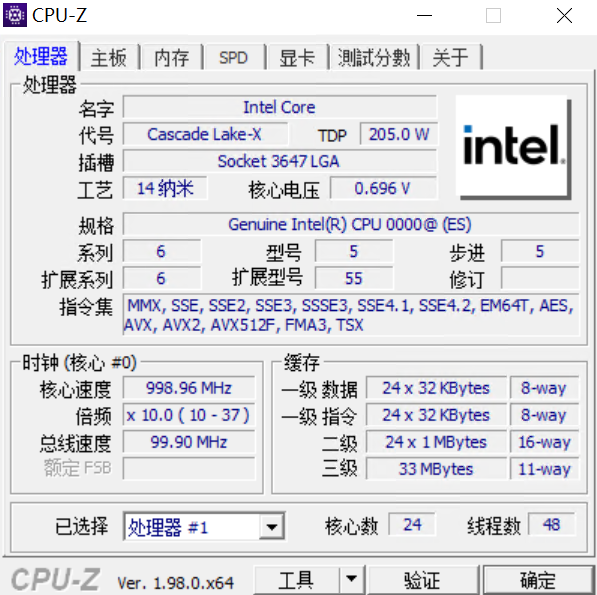 CPU-Z
处理器 主板 内存 SPD 显卡 測試分數 关于
处理器
名字 Intel Core
代号 Cascade Lake-X TDP 205.0 W
插槽 Socket 3647 LGA
工艺 14 纳米 核心电压 0.696 V
intel.
规格 Genuine Intel(R) CPU 0000@ (ES)
系列 6 型号 5 步进 5
扩展系列 6 扩展型号 55 修订
指令集 MMX, SSE, SSE2, SSE3, SSSE3, SSE4.1, SSE4.2, EM64T, AES,
AVX, AVX2, AVX512F, FMA3, TSX
时钟 (核心 #0)
核心速度 998.96 MHz
倍频 x 10.0 ( 10 - 37 )
总线速度 99.90 MHz
额定 FSB
缓存
一级 数据 24 x 32 KBytes 8-way
一级 指令 24 x 32 KBytes 8-way
二级 24 x 1 MBytes 16-way
三级 33 MBytes 11-way
已选择 处理器 #1 核心数 24 线程数 48
CPU-Z Ver. 1.98.0.x64 工具 验证 确定